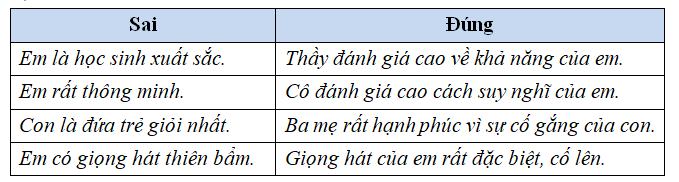 Sai Đúng
Em là học sinh xuất sắc. Thầy đánh giá cao về khả năng của em.
Em rất thông minh. Cô đánh giá cao cách suy nghĩ của em.
Con là đứa trẻ giỏi nhất. Ba mẹ rất hạnh phúc vì sự cố gắng của con.
Em có giọng hát thiên bẩm. Giọng hát của em rất đặc biệt, cố lên.